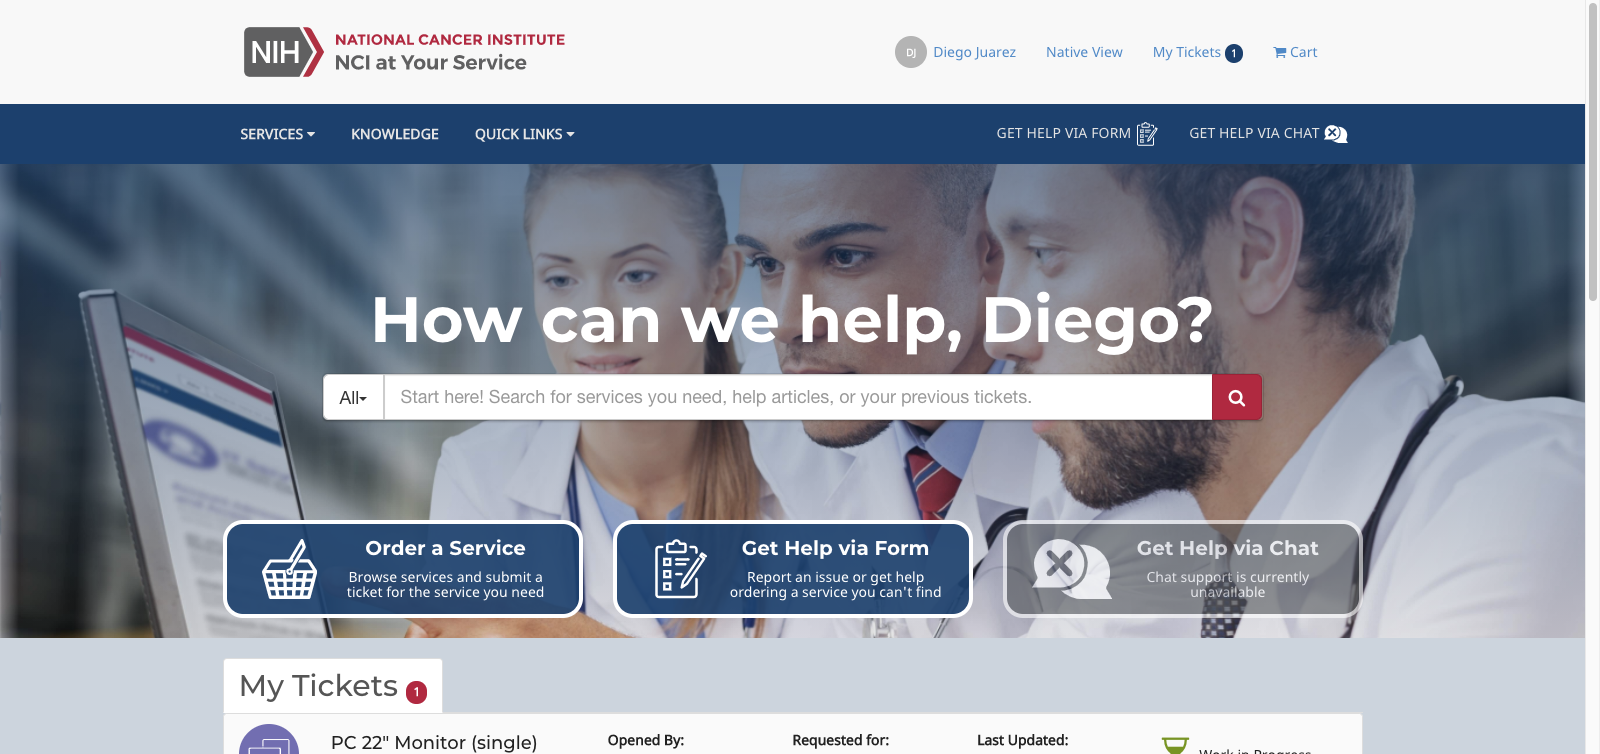 NIH NATIONAL CANCER INSTITUTE
NCI at Your Service
DJ Diego Juarez Native View My Tickets 1 Cart
SERVICES KNOWLEDGE QUICK LINKS GET HELP VIA FORM GET HELP VIA CHAT
How can we help, Diego?
All Start here! Search for services you need, help articles, or your previous tickets.
Order a Service
Browse services and submit a
ticket for the service you need
Get Help via Form
Report an issue or get help
ordering a service you can't find
Get Help via Chat
Chat support is currently
unavailable
My Tickets 1
PC 22" Monitor (single) Opened By: Requested for: Last Updated: Work in Progress